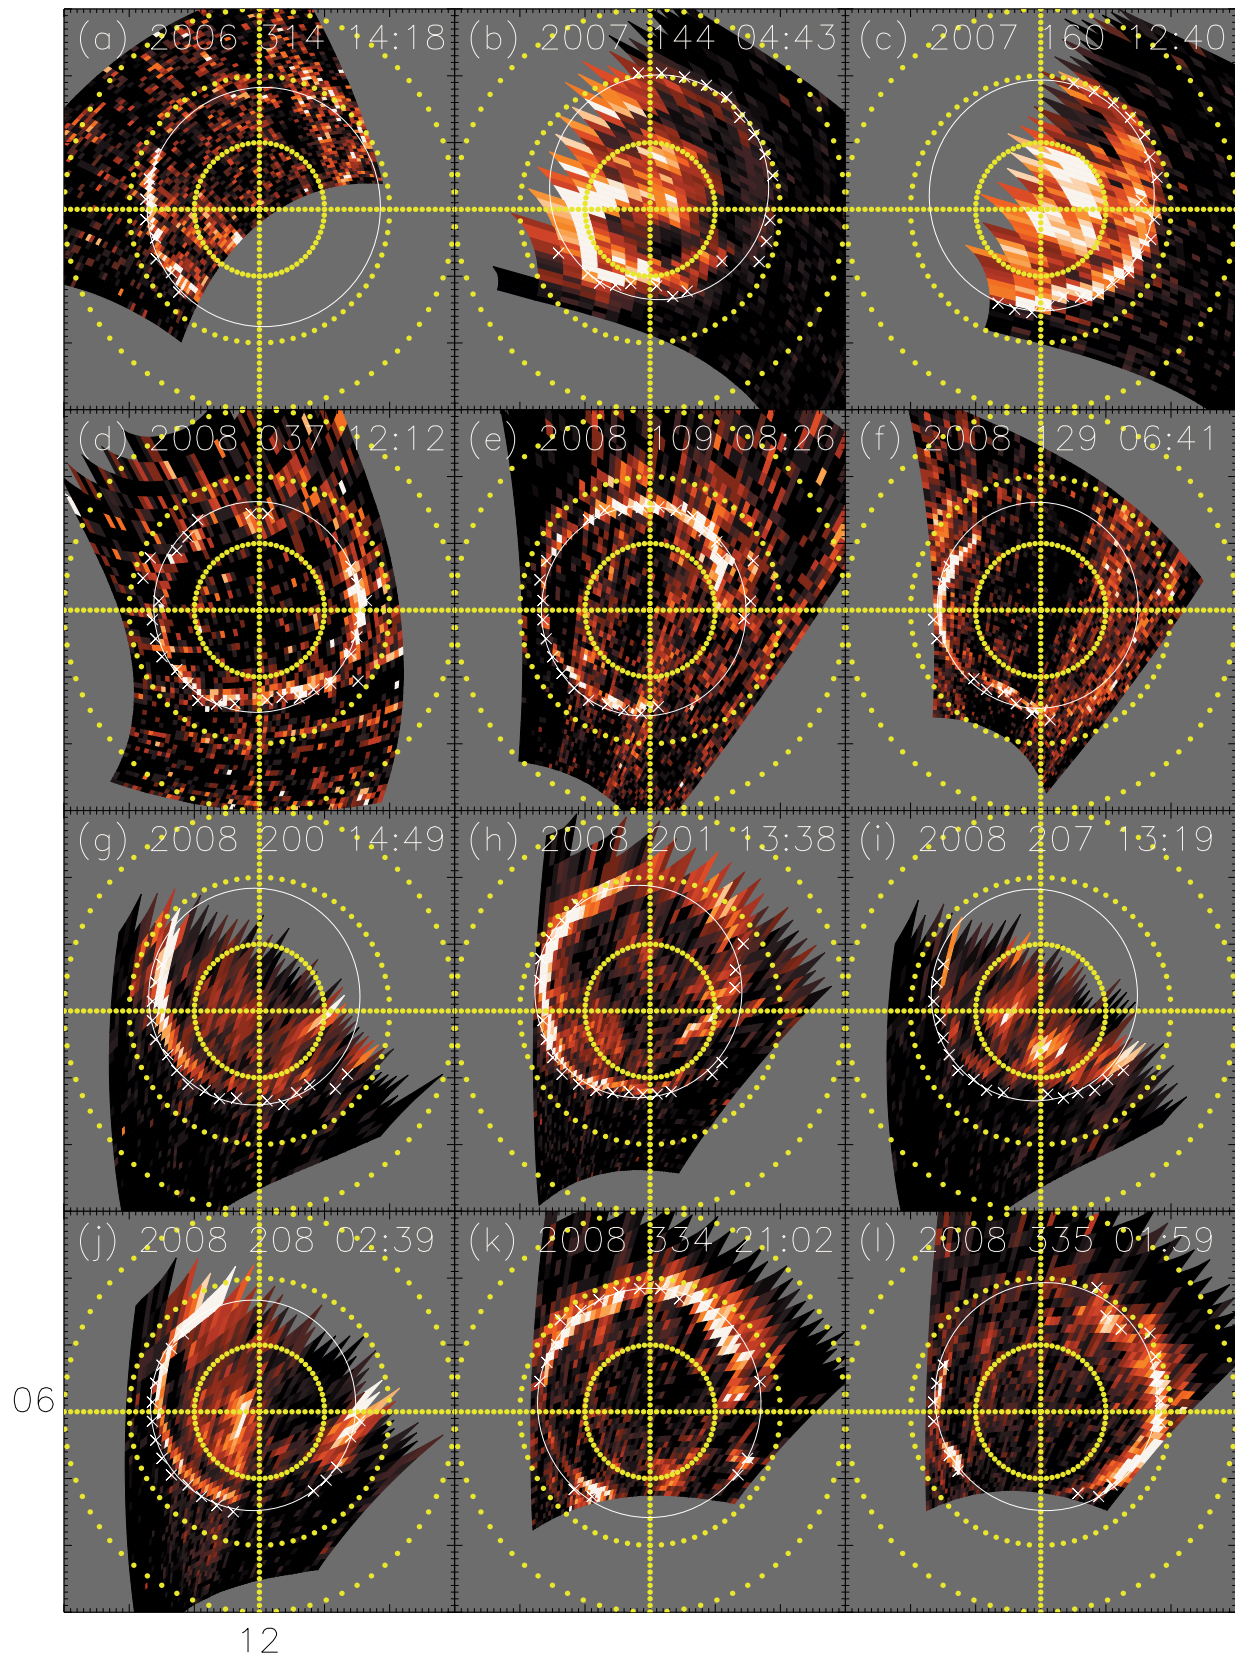 (a) 2006 314 14:18
(b) 2007 144 04:43
(c) 2007 160 12:40
(d) 2008 037 12:12
(e) 2008 109 08:26
(f) 2008 129 06:41
(g) 2008 200 14:49
(h) 2008 201 13:38
(i) 2008 207 13:19
(j) 2008 208 02:39
(k) 2008 334 21:02
(l) 2008 335 01:59
06
12